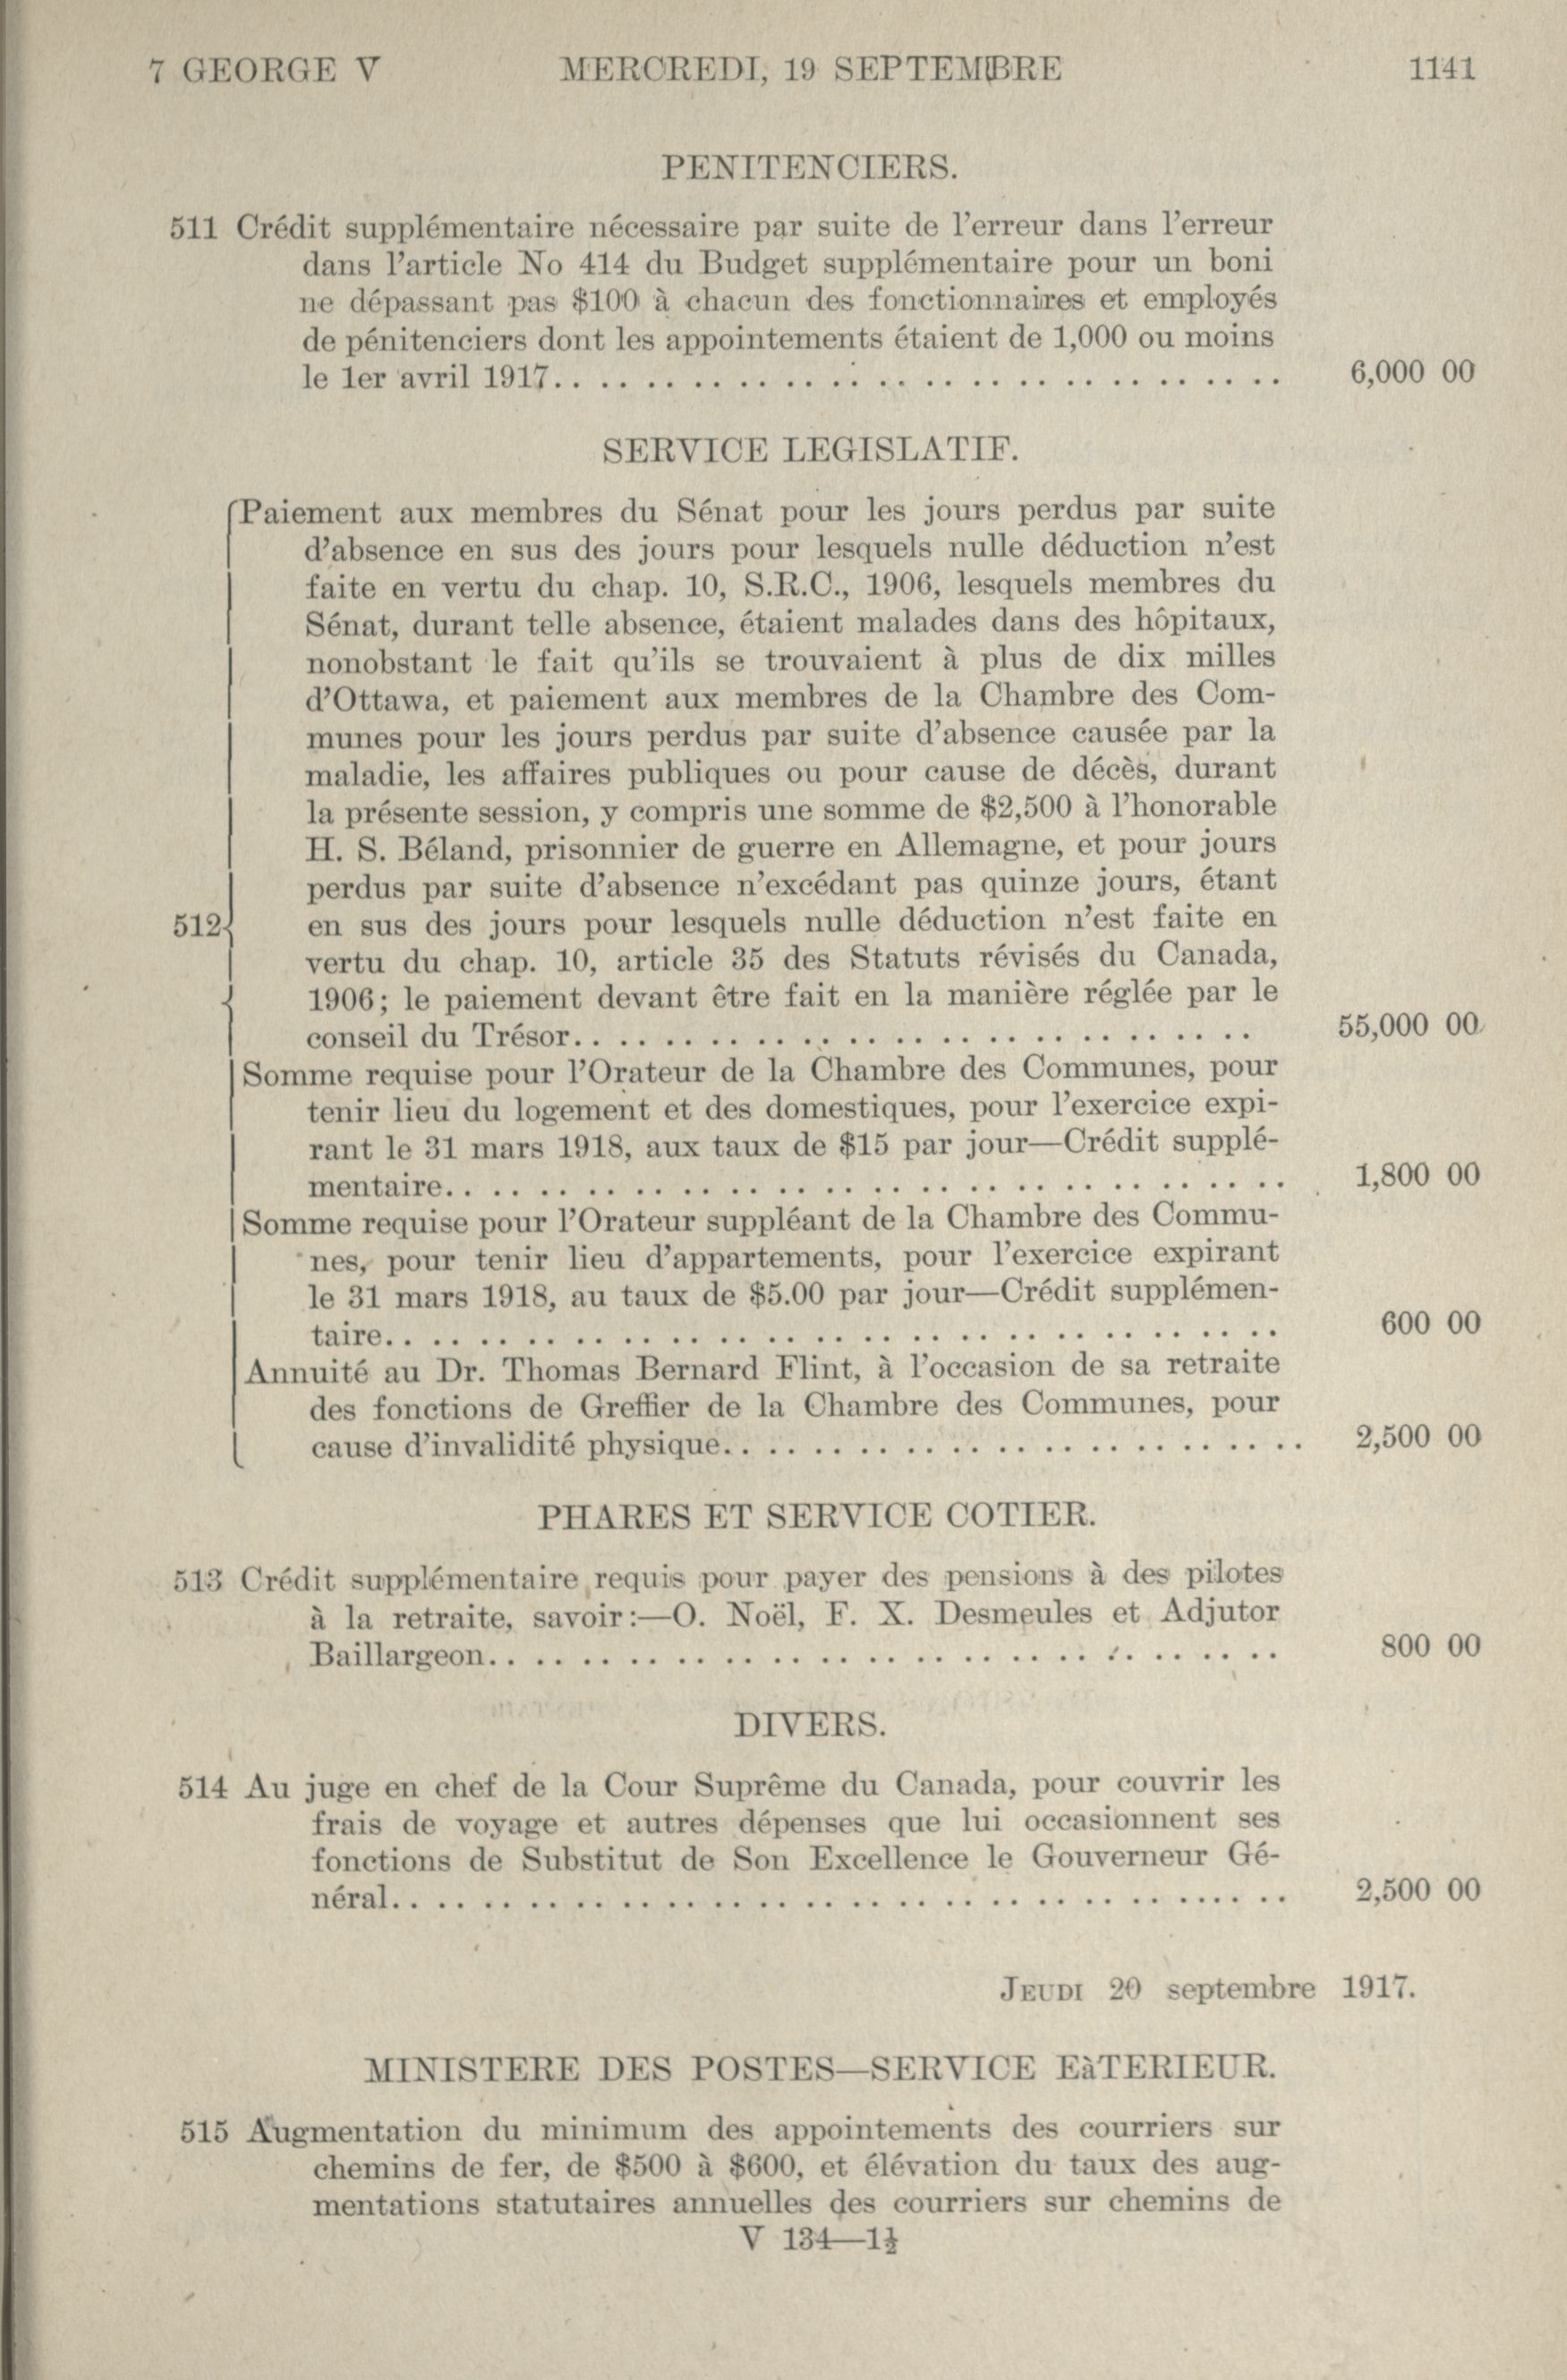 7 GEORGE V MERCREDI, 19 SEPTEMBRE 1141
PENITENCIERS.
511 Crédit supplémentaire nécessaire par suite de l'erreur dans l'erreur
dans l'article No 414 du Budget supplémentaire pour un boni
ne dépassant pas $100 à chacun des fonctionnaires et employés
de pénitenciers dont les appointements étaient de 1,000 ou moins
le 1er avril 1917. . . . . . . . . . . . . . . . . . . . . . . . . . . . 6,000 00
SERVICE LEGISLATIF.
Paiement aux membres du Sénat pour les jours perdus par suite
d'absence en sus des jours pour lesquels nulle déduction n'est
faite en vertu du chap. 10, S.R.C., 1906, lesquels membres du
Sénat, durant telle absence, étaient malades dans des hôpitaux,
nonobstant le fait qu'ils se trouvaient à plus de dix milles
d'Ottawa, et paiement aux membres de la Chambre des Com-
munes pour les jours perdus par suite d'absence causée par la
maladie, les affaires publiques ou pour cause de décès, durant
la présente session, y compris une somme de $2,500 à l'honorable
H. S. Béland, prisonnier de guerre en Allemagne, et pour jours
perdus par suite d'absence n'excédant pas quinze jours, étant
512 en sus des jours pour lesquels nulle déduction n'est faite en
vertu du chap. 10, article 35 des Statuts révisés du Canada,
1906; le paiement devant être fait en la manière réglée par le
conseil du Trésor. . . . . . . . . . . . . . . . . . . . . . . . . . . . 55,000 00
Somme requise pour l'Orateur de la Chambre des Communes, pour
tenir lieu du logement et des domestiques, pour l'exercice expi-
rant le 31 mars 1918, aux taux de $15 par jour—Crédit supplé-
mentaire. . . . . . . . . . . . . . . . . . . . . . . . . . . . . . . . 1,800 00
Somme requise pour l'Orateur suppléant de la Chambre des Commu-
nes, pour tenir lieu d'appartements, pour l'exercice expirant
le 31 mars 1918, au taux de $5.00 par jour—Crédit supplémen-
taire. . . . . . . . . . . . . . . . . . . . . . . . . . . . . . . . . . 600 00
Annuité au Dr. Thomas Bernard Flint, à l'occasion de sa retraite
des fonctions de Greffier de la Chambre des Communes, pour
cause d'invalidité physique. . . . . . . . . . . . . . . . . . . . . . 2,500 00
PHARES ET SERVICE COTIER.
513 Crédit supplémentaire requis pour payer des pensions à des pilotes
à la retraite, savoir:—O. Noël, F. X. Desmeules et Adjutor
Baillargeon. . . . . . . . . . . . . . . . . . . . . . . . . . . . . . . 800 00
DIVERS.
514 Au juge en chef de la Cour Suprême du Canada, pour couvrir les
frais de voyage et autres dépenses que lui occasionnent ses
fonctions de Substitut de Son Excellence le Gouverneur Gé-
néral. . . . . . . . . . . . . . . . . . . . . . . . . . . . . . . . . . 2,500 00
JEUDI 20 septembre 1917.
MINISTERE DES POSTES—SERVICE EàTERIEUR.
515 Augmentation du minimum des appointements des courriers sur
chemins de fer, de $500 à $600, et élévation du taux des aug-
mentations statutaires annuelles des courriers sur chemins de
V 134—1½